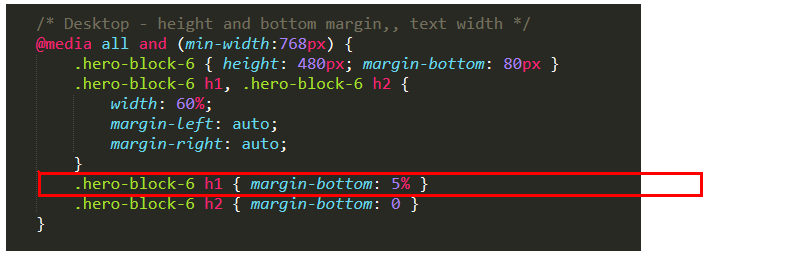 /* Desktop - height and bottom margin,, text width */
@media all and (min-width:768px) {
.hero-block-6 { height: 480px; margin-bottom: 80px }
.hero-block-6 h1, .hero-block-6 h2 {
width: 60%;
margin-left: auto;
margin-right: auto;
}
.hero-block-6 h1 { margin-bottom: 5% }
.hero-block-6 h2 { margin-bottom: 0 }
}